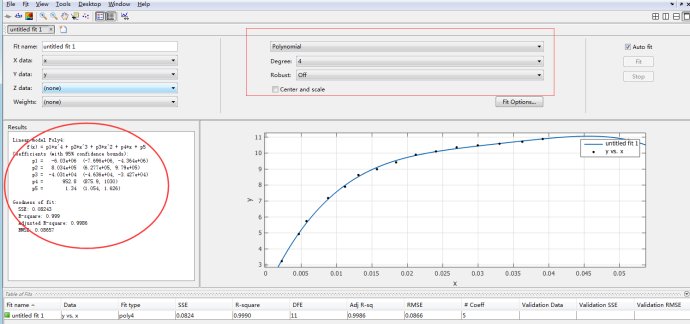 File Fit View Tools Desktop Window Help
untitled fit 1
Fit name: untitled fit 1
X data: x
Y data: y
Z data: (none)
Weights: (none)
Polynomial
Degree: 4
Robust: Off
Center and scale
Fit Options...
Auto fit
Fit
Stop
Results
Linear model Poly4:
f(x) = p1*x^4 + p2*x^3 + p3*x^2 + p4*x + p5
Coefficients (with 95% confidence bounds):
p1 = -6.03e+06 (-7.696e+06, -4.364e+06)
p2 = 8.034e+05 (6.277e+05, 9.79e+05)
p3 = -4.031e+04 (-4.636e+04, -3.427e+04)
p4 = 952.8 (875.8, 1030)
p5 = 1.34 (1.054, 1.626)
Goodness of fit:
SSE: 0.08243
R-square: 0.999
Adjusted R-square: 0.9986
RMSE: 0.08657
untitled fit 1
y vs. x
11
10
9
8
7
6
5
4
3
y
0 0.005 0.01 0.015 0.02 0.025 0.03 0.035 0.04 0.045 0.05
x
Table of Fits
Fit name Data Fit type SSE R-square DFE Adj R-sq RMSE # Coeff Validation Data Validation SSE Validation RMSE
untitled fit 1 y vs. x poly4 0.0824 0.9990 11 0.9986 0.0866 5